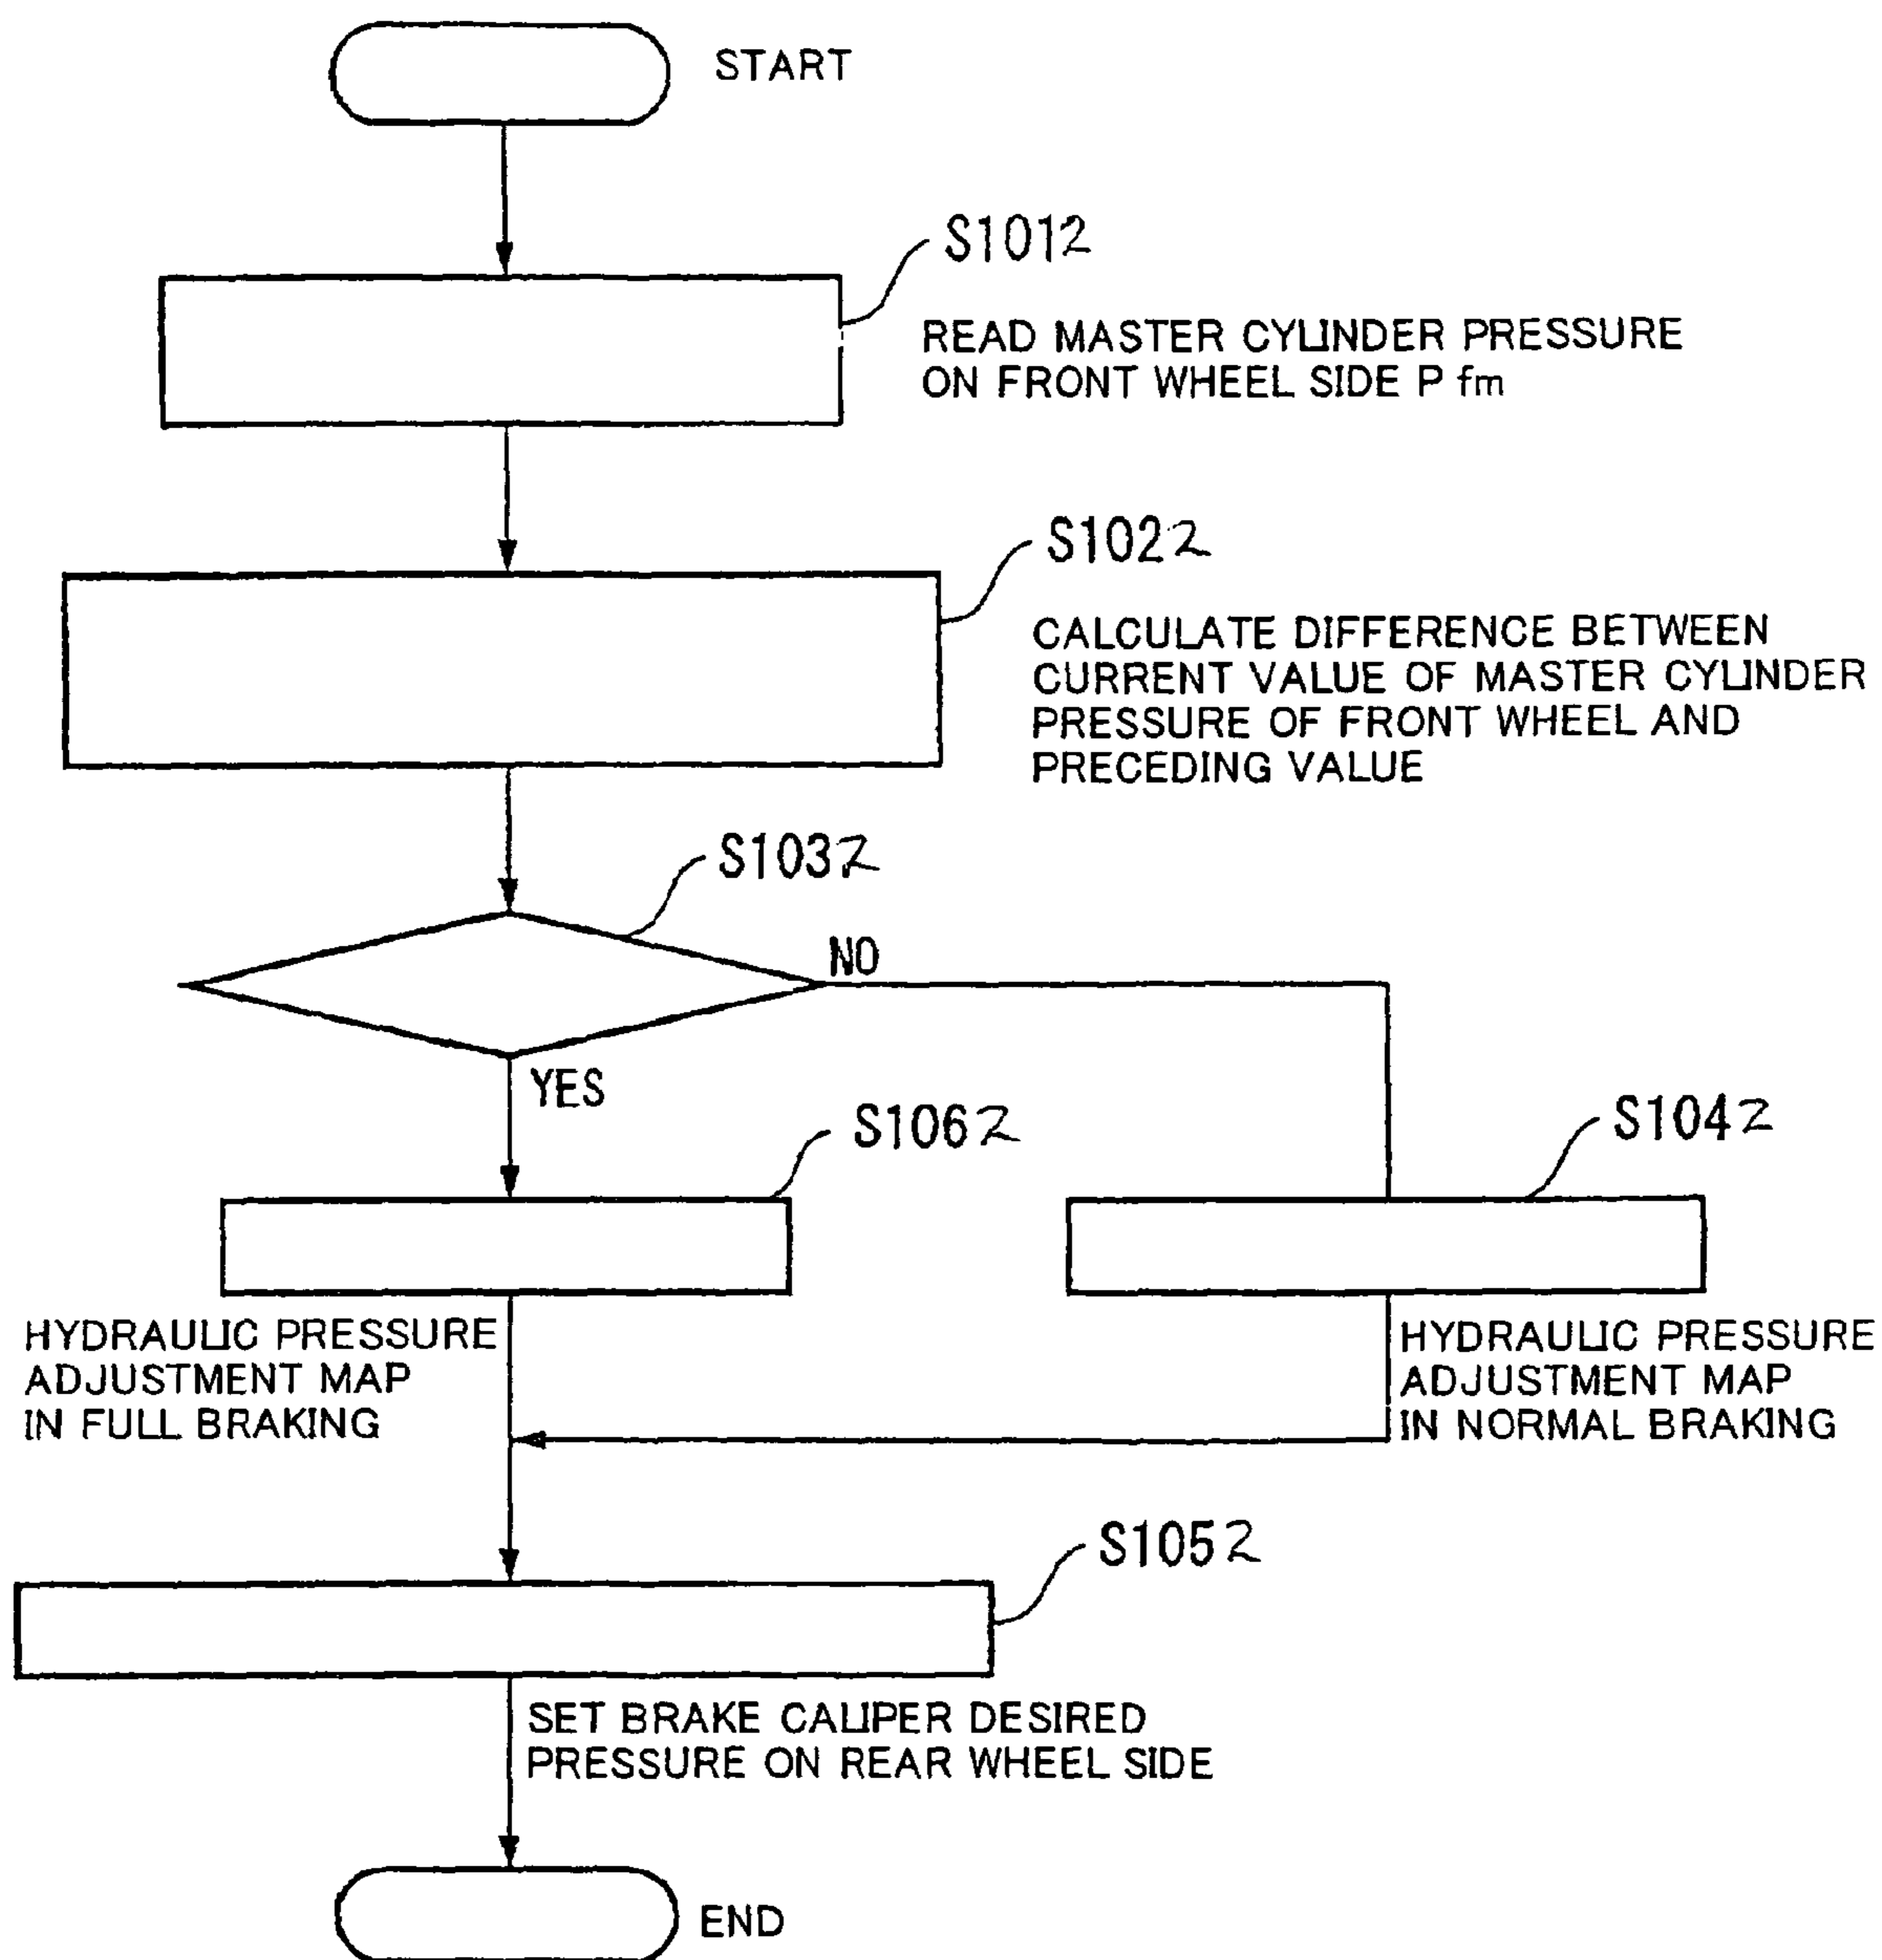 START
S1012
READ MASTER CYLINDER PRESSURE
ON FRONT WHEEL SIDE P fm
S1022
CALCULATE DIFFERENCE BETWEEN
CURRENT VALUE OF MASTER CYLINDER
PRESSURE OF FRONT WHEEL AND
PRECEDING VALUE
S1032
NO
YES
S1062
S1042
HYDRAULIC PRESSURE
ADJUSTMENT MAP
IN FULL BRAKING
HYDRAULIC PRESSURE
ADJUSTMENT MAP
IN NORMAL BRAKING
S1052
SET BRAKE CALIPER DESIRED
PRESSURE ON REAR WHEEL SIDE
END